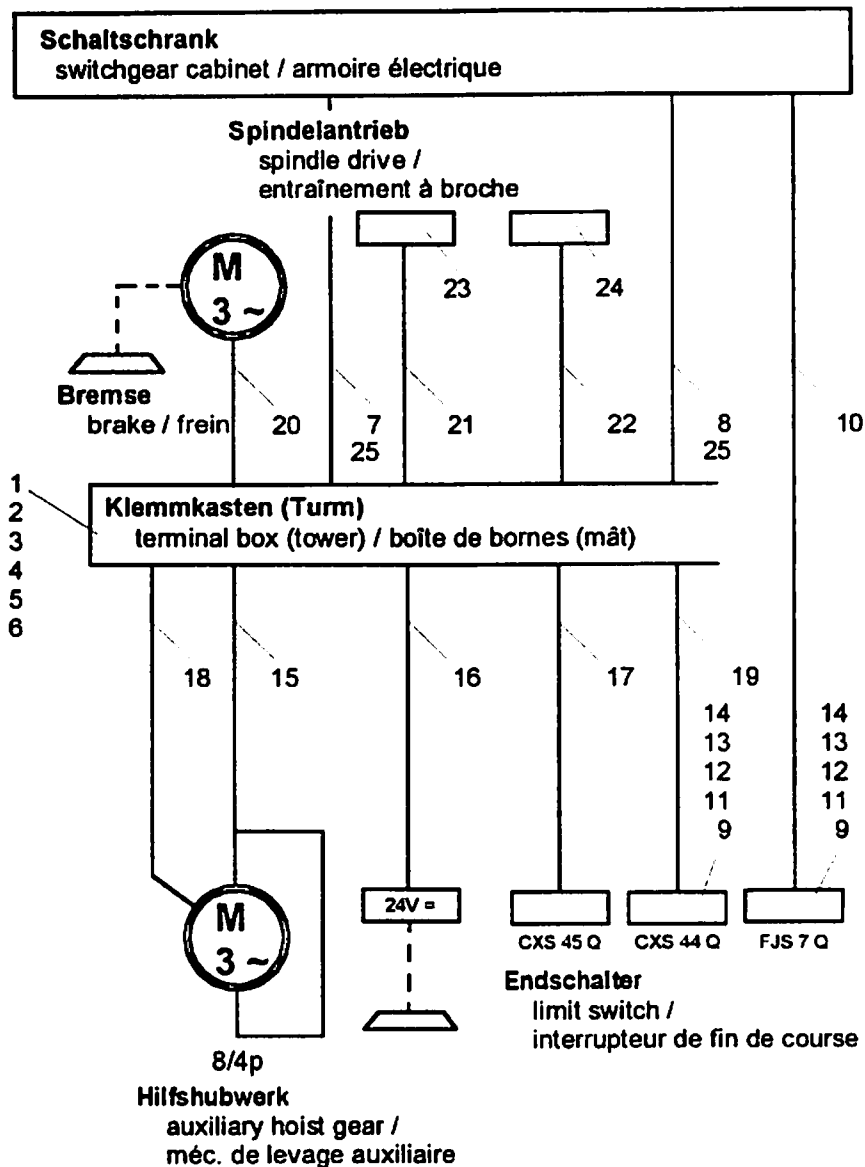 Schaltschrank
switchgear cabinet / armoire électrique
Spindelantrieb
spindle drive /
entraînement à broche
M
3 ~
23
24
Bremse
brake / frein
20
7
25
21
22
8
25
10
1
2
3
4
5
6
Klemmkasten (Turm)
terminal box (tower) / boîte de bornes (mât)
18
15
16
17
19
14
13
12
11
9
14
13
12
11
9
M
3 ~
24V =
CXS 45 Q
CXS 44 Q
FJS 7 Q
Endschalter
limit switch /
interrupteur de fin de course
8/4p
Hilfshubwerk
auxiliary hoist gear /
méc. de levage auxiliaire